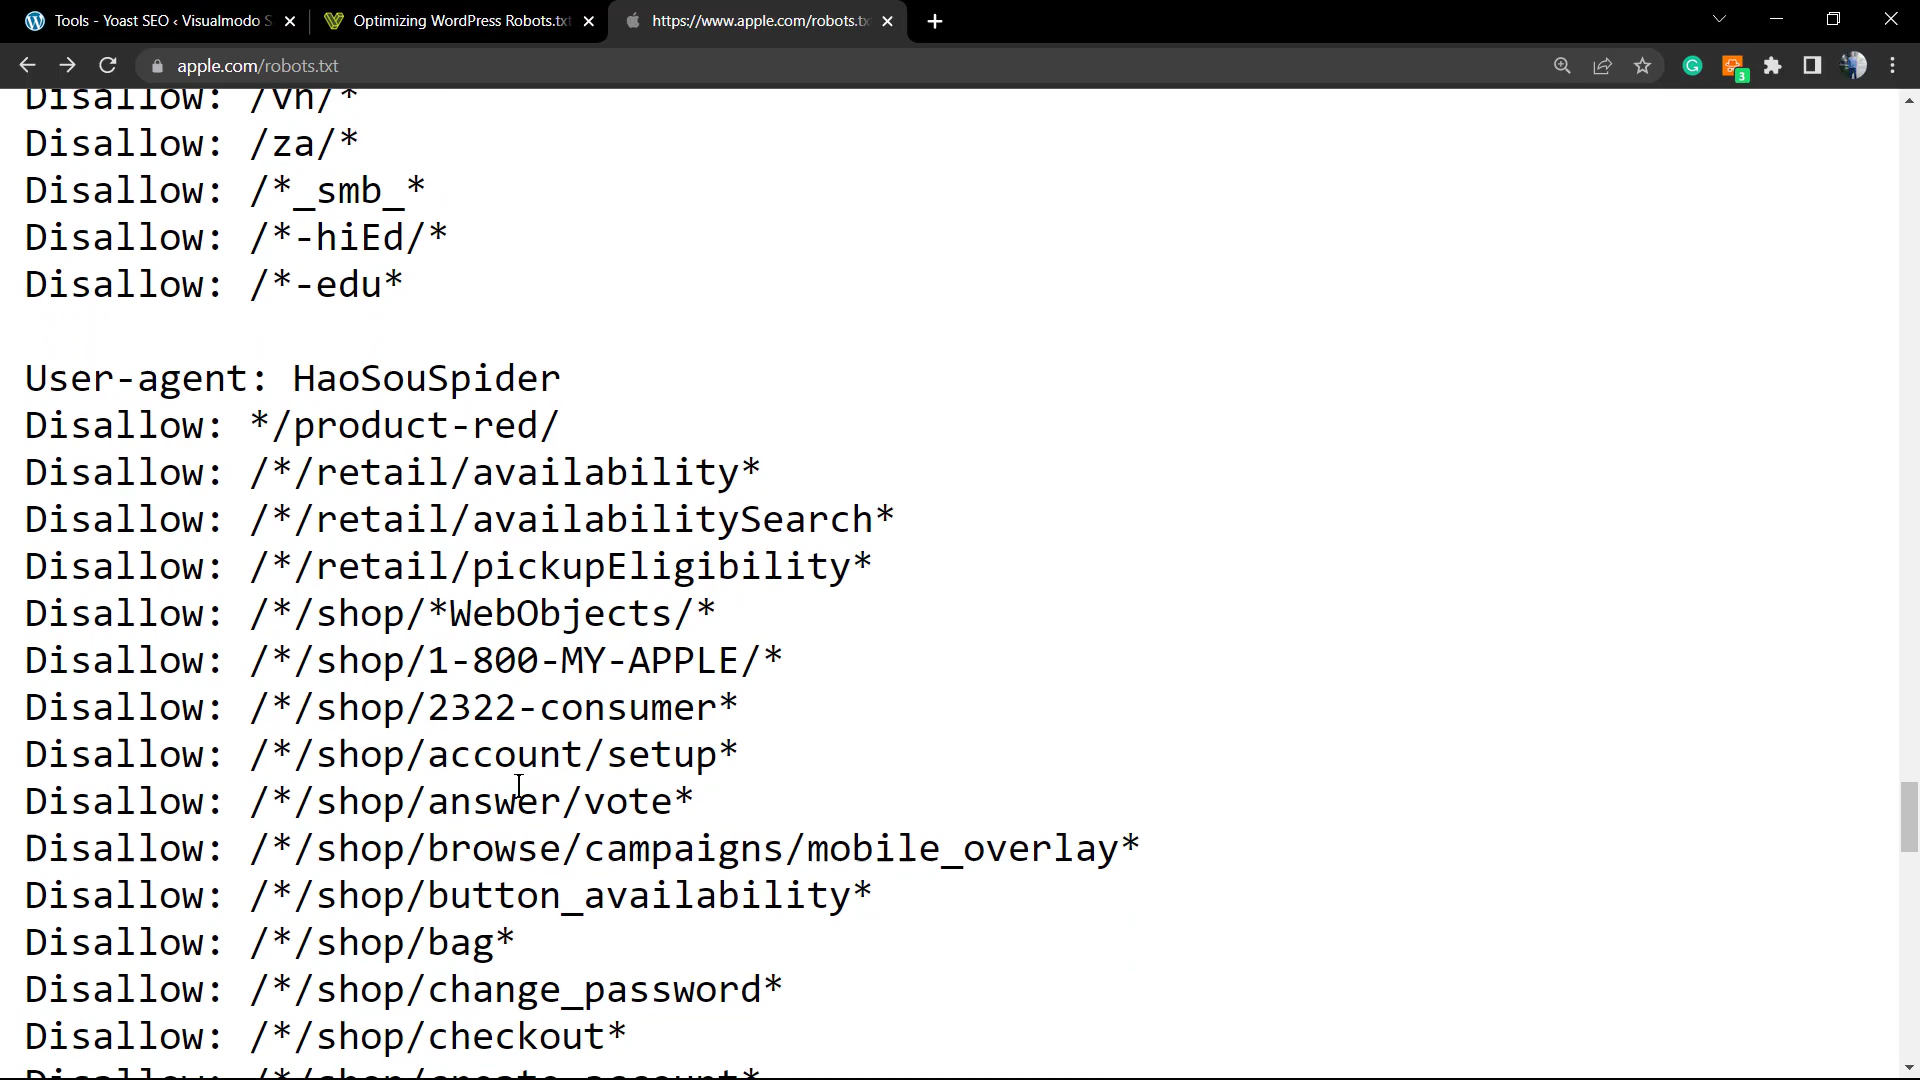 Tools - Yoast SEO ‹ Visualmodo S
Optimizing WordPress Robots.txt
https://www.apple.com/robots.tx
apple.com/robots.txt
3
Disallow: /vn/*
Disallow: /za/*
Disallow: /*_smb_*
Disallow: /*-hiEd/*
Disallow: /*-edu*
User-agent: HaoSouSpider
Disallow: */product-red/
Disallow: /*/retail/availability*
Disallow: /*/retail/availabilitySearch*
Disallow: /*/retail/pickupEligibility*
Disallow: /*/shop/*WebObjects/*
Disallow: /*/shop/1-800-MY-APPLE/*
Disallow: /*/shop/2322-consumer*
Disallow: /*/shop/account/setup*
Disallow: /*/shop/answer/vote*
Disallow: /*/shop/browse/campaigns/mobile_overlay*
Disallow: /*/shop/button_availability*
Disallow: /*/shop/bag*
Disallow: /*/shop/change_password*
Disallow: /*/shop/checkout*
Disallow: /*/shop/create_account*